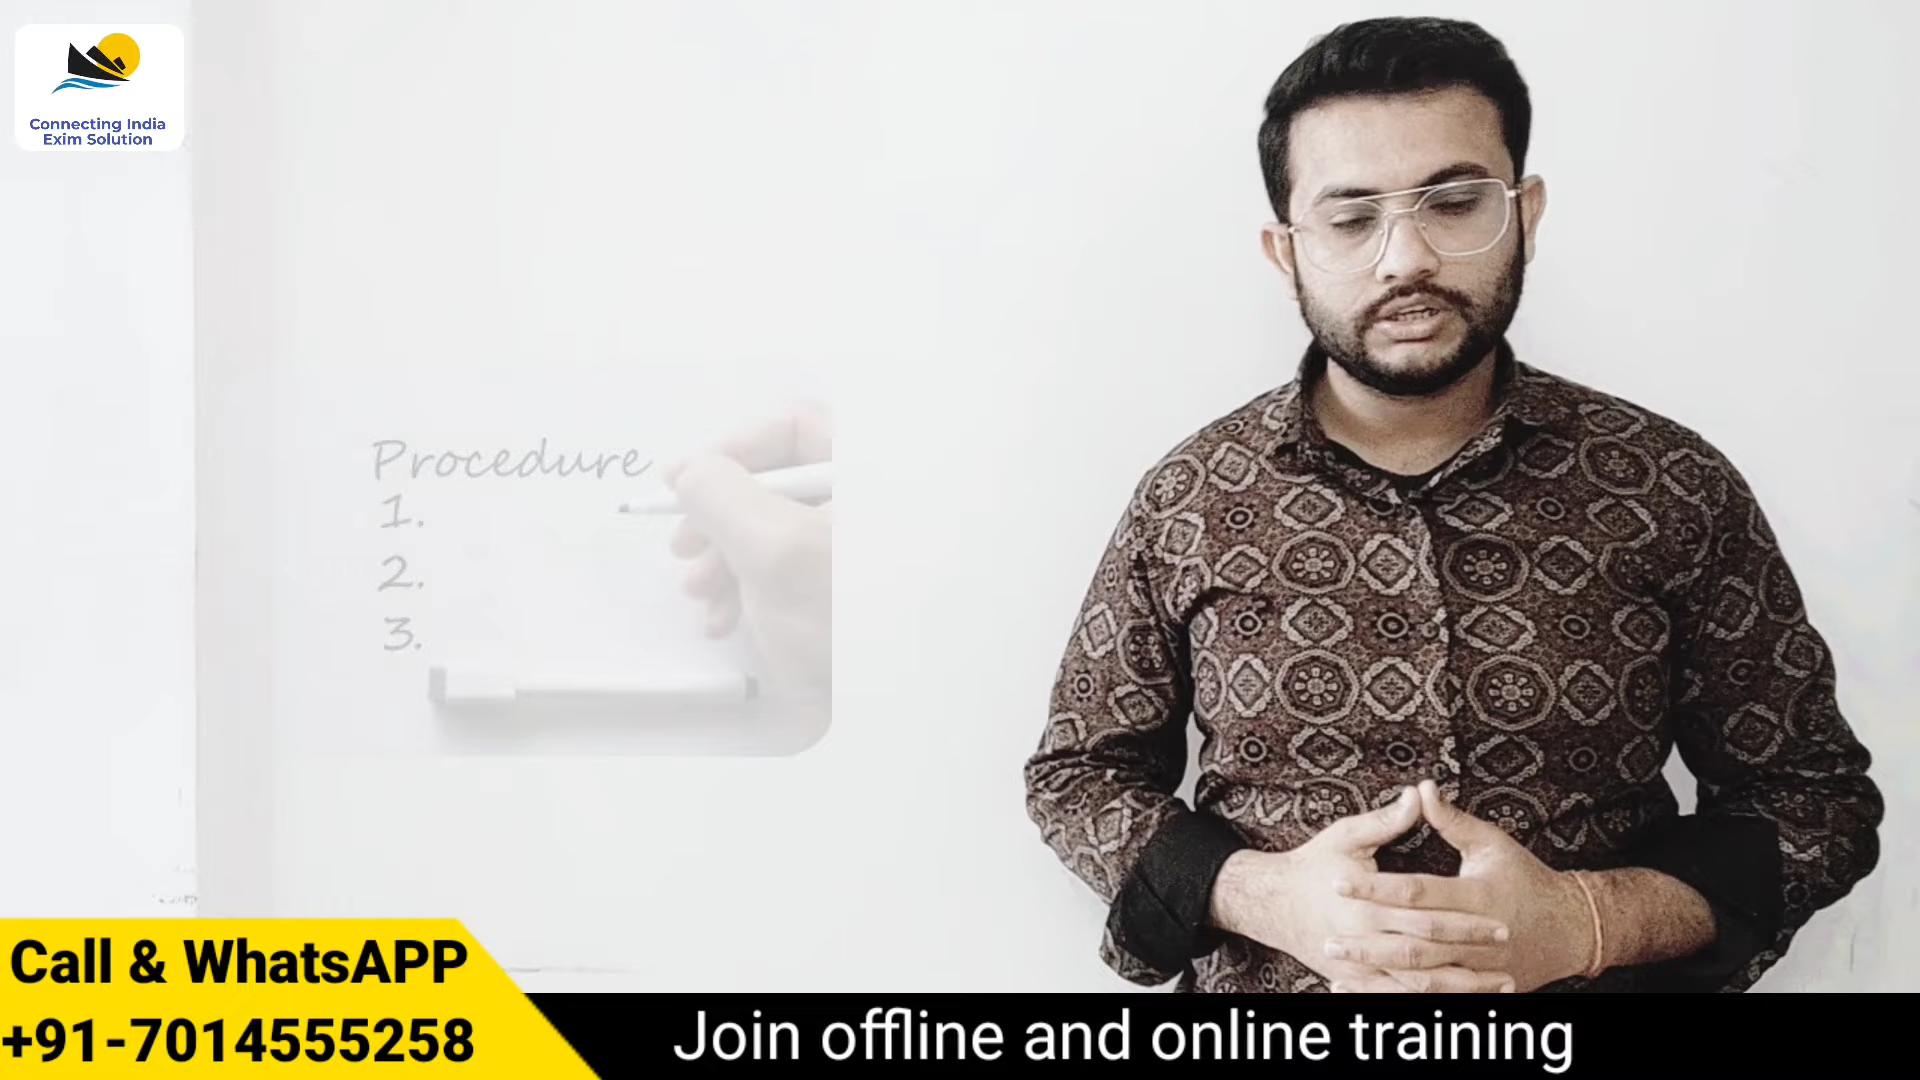 Connecting India
Exim Solution
Procedure
1.
2.
3.
Call & WhatsAPP
+91-7014555258
Join offline and online training